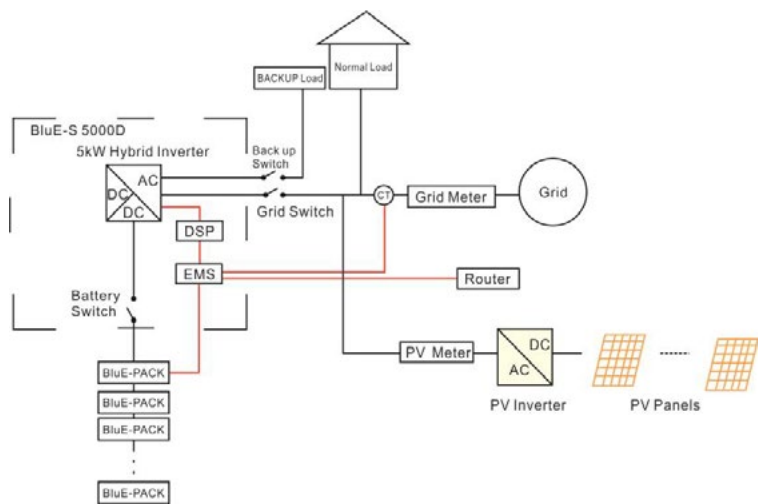 BACKUP Load
Normal Load
BluE-S 5000D
5kW Hybrid Inverter
Back up
Switch
AC
DC
DC
Grid Switch
CT
Grid Meter
Grid
DSP
EMS
Router
Battery
Switch
PV Meter
DC
AC
PV Inverter
PV Panels
BluE-PACK
BluE-PACK
BluE-PACK
BluE-PACK